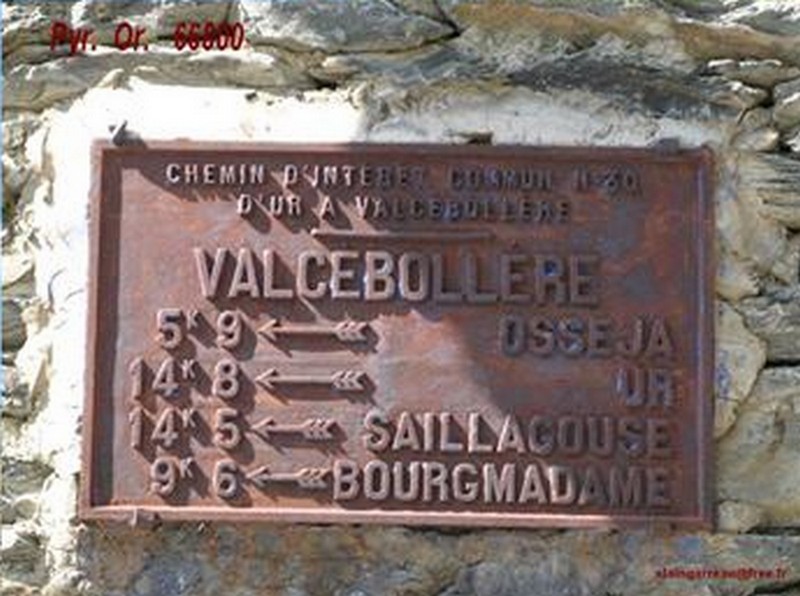 Pyr. Or. 66800
CHEMIN D'INTERET COMMUN N°30
D'UR A VALCEBOLLERE
VALCEBOLLERE
5K 9 OSSEJA
14K 8 UR
14K 5 SAILLAGOUSE
9K 6 BOURGMADAME